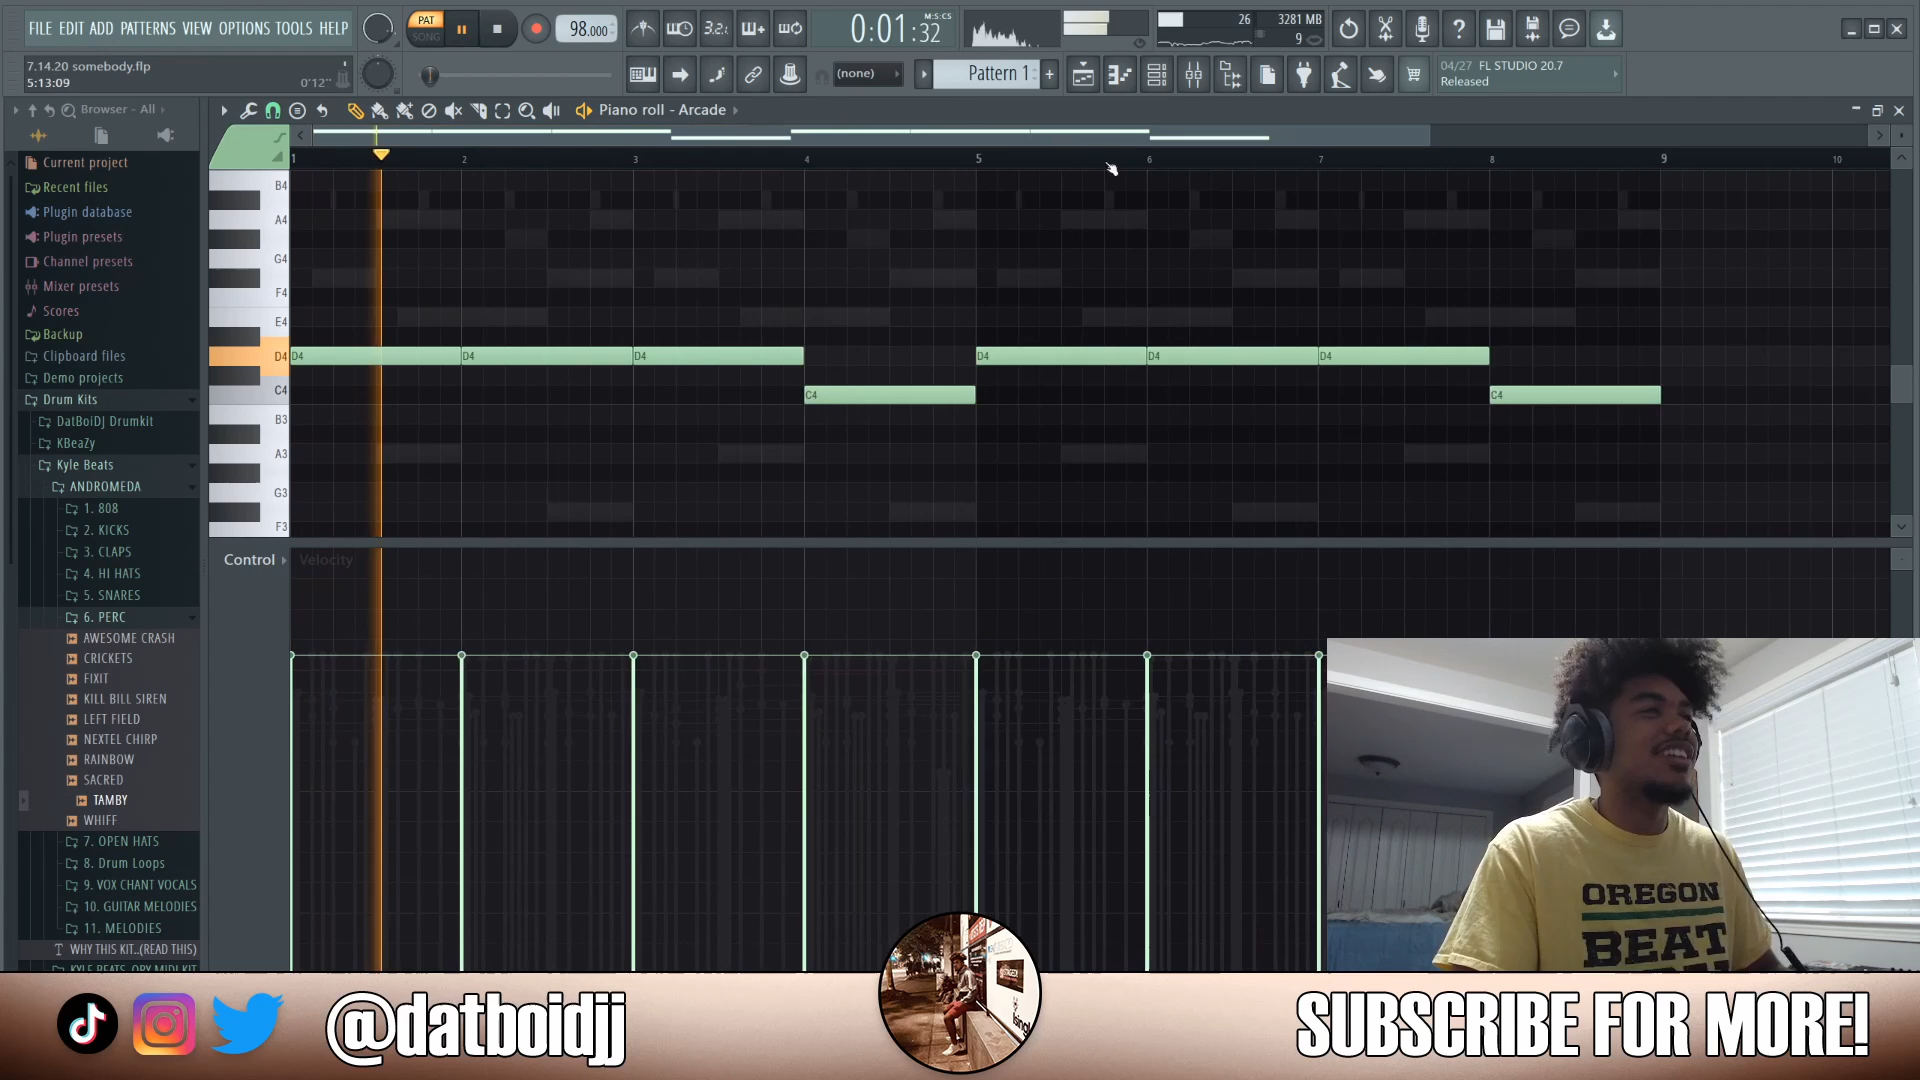 FILE EDIT ADD PATTERNS VIEW OPTIONS TOOLS HELP
PAT
SONG
98.000
3.2
0:01:32
M:S:CS
26
3281 MB
9
7.14.20 somebody.flp
5:13:09
0'12"
(none)
Pattern 1
04/27 FL STUDIO 20.7
Released
Browser - All
Piano roll - Arcade
Current project
Recent files
Plugin database
Plugin presets
Channel presets
Mixer presets
Scores
Backup
Clipboard files
Demo projects
Drum Kits
DatBoiDJ Drumkit
KBeaZy
Kyle Beats
ANDROMEDA
1. 808
2. KICKS
3. CLAPS
4. HI HATS
5. SNARES
6. PERC
AWESOME CRASH
CRICKETS
FIXIT
KILL BILL SIREN
LEFT FIELD
NEXTEL CHIRP
RAINBOW
SACRED
TAMBY
WHIFF
7. OPEN HATS
8. Drum Loops
9. VOX CHANT VOCALS
10. GUITAR MELODIES
11. MELODIES
WHY THIS KIT...(READ THIS)
1 2 3 4 5 6 7 8 9 10
B4
A4
G4
F4
E4
D4
C4
B3
A3
G3
F3
D4 D4 D4 D4 D4 D4
C4 C4
Control
Velocity
OREGON
BEAT
@datboidjj
SUBSCRIBE FOR MORE!